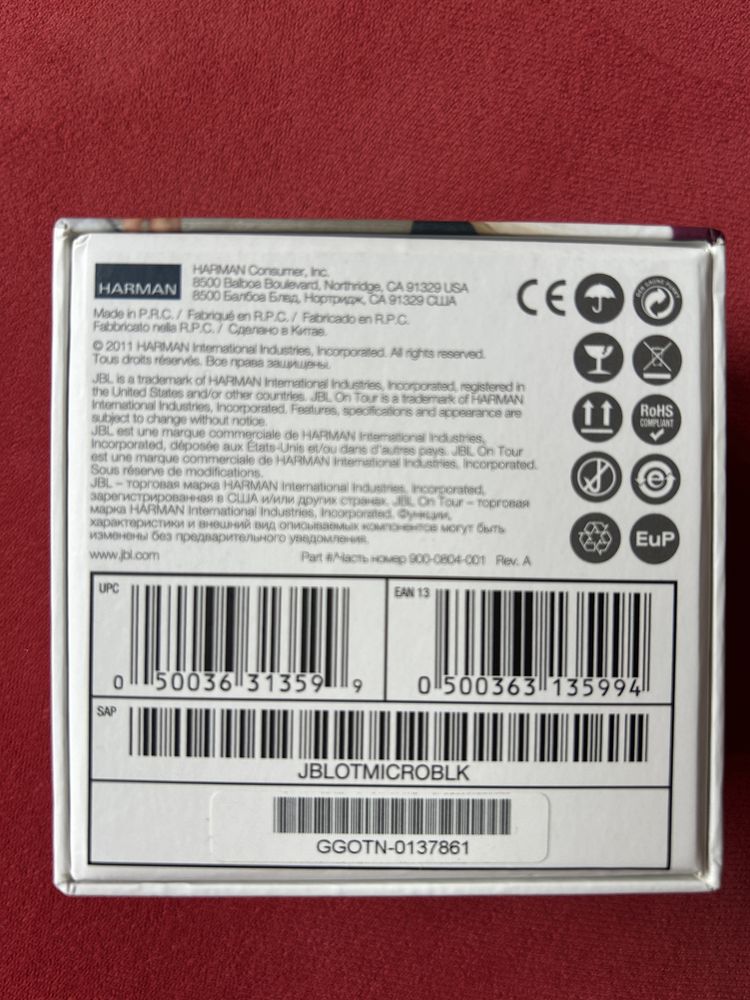 HARMAN
HARMAN Consumer, Inc.
8500 Balboa Boulevard, Northridge, CA 91329 USA
8500 Балбоа Блвд, Нортридж, CA 91329 США
Made in P.R.C. / Fabriqué en R.P.C. / Fabricado en R.P.C.
Fabbricato nella R.P.C. / Сделано в Китае.
© 2011 HARMAN International Industries, Incorporated. All rights reserved.
Tous droits réservés. Все права защищены.
JBL is a trademark of HARMAN International Industries, Incorporated, registered in
the United States and/or other countries. JBL On Tour is a trademark of HARMAN
International Industries, Incorporated. Features, specifications and appearance are
subject to change without notice.
JBL est une marque commerciale de HARMAN International Industries,
Incorporated, déposée aux États-Unis et/ou dans d'autres pays. JBL On Tour
est une marque commerciale de HARMAN International Industries, Incorporated.
Sous réserve de modifications.
JBL – торговая марка HARMAN International Industries, Incorporated,
зарегистрированная в США и/или других странах. JBL On Tour – торговая
марка HARMAN International Industries, Incorporated. Функции,
характеристики и внешний вид описываемых компонентов могут быть
изменены без предварительного уведомления.
www.jbl.com
Part #/Часть номер 900-0804-001 Rev. A
CE
DER GRÜNE PUNKT
RoHS
COMPLIANT
e
EuP
UPC
0 50036 31359 9
EAN 13
0 500363 135994
SAP
JBLOTMICROBLK
GGOTN-0137861